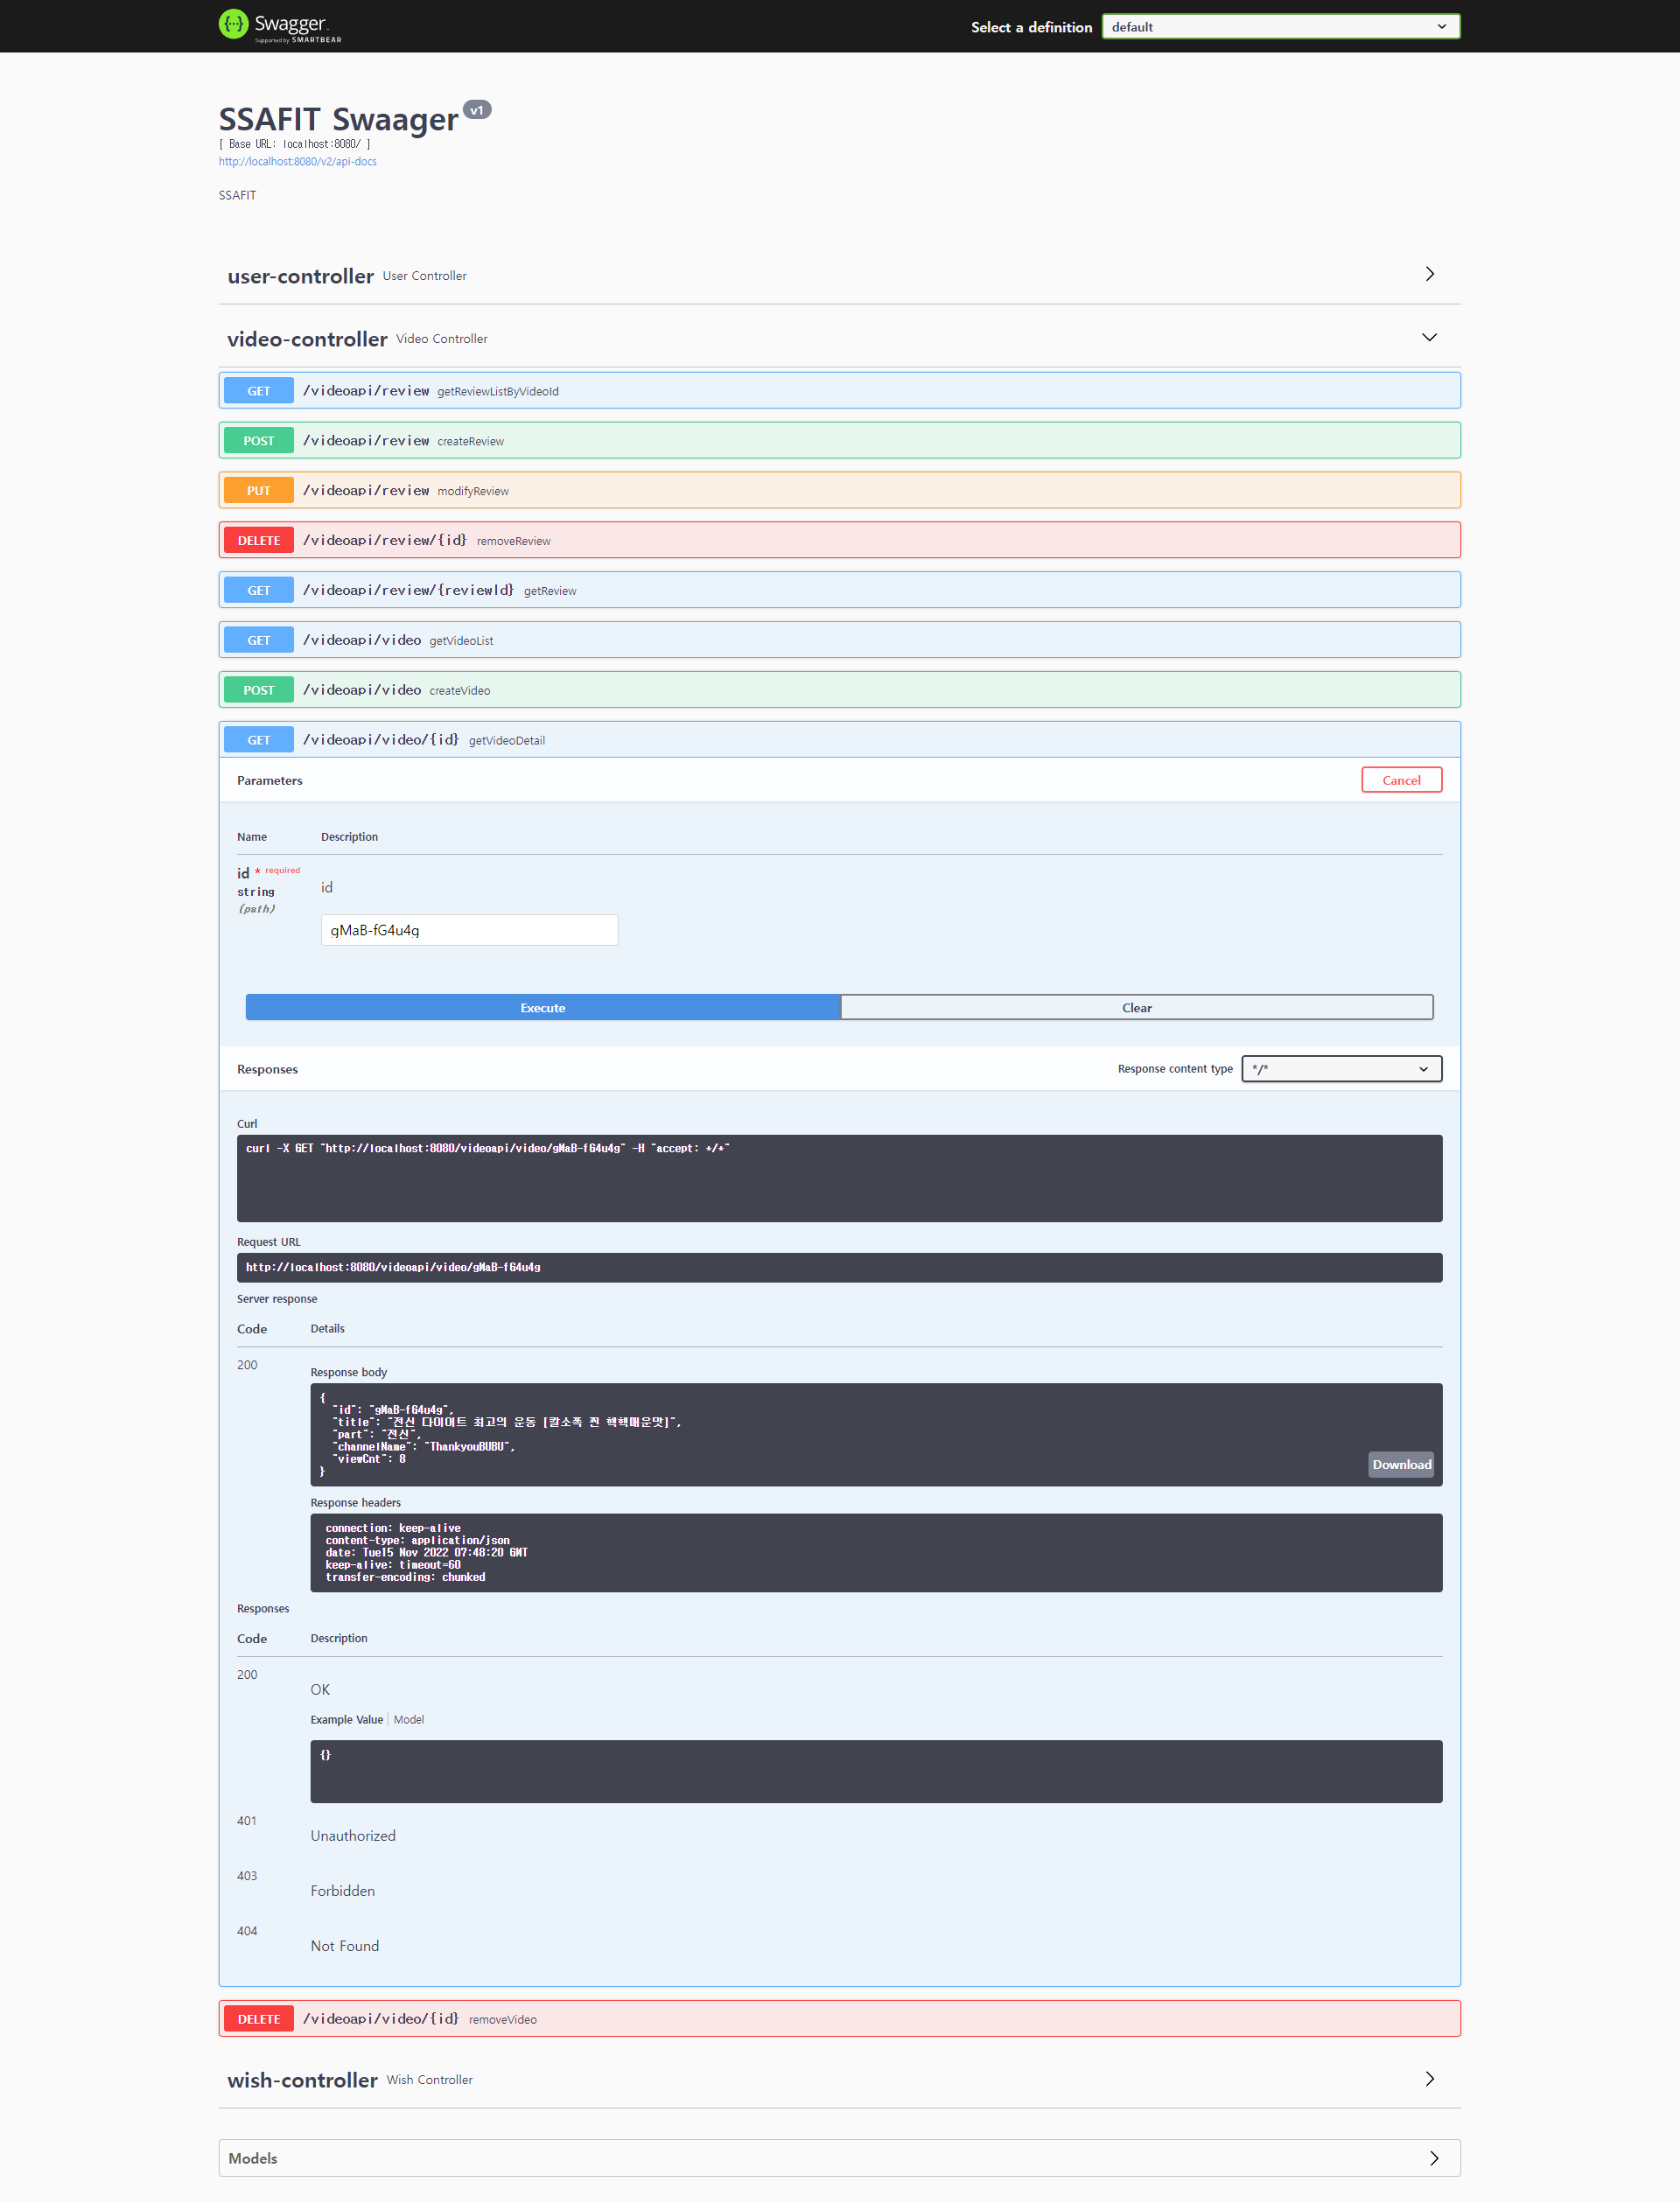 Swagger
Supported by SMARTBEAR
Select a definition
default
SSAFIT Swaager v1
[ Base URL: localhost:8080/ ]
http://localhost:8080/v2/api-docs
SSAFIT
user-controller User Controller
video-controller Video Controller
GET /videoapi/review getReviewListByVideoId
POST /videoapi/review createReview
PUT /videoapi/review modifyReview
DELETE /videoapi/review/{id} removeReview
GET /videoapi/review/{reviewId} getReview
GET /videoapi/video getVideoList
POST /videoapi/video createVideo
GET /videoapi/video/{id} getVideoDetail
Parameters
Cancel
Name Description
id * required
string
(path)
id
gMaB-fG4u4g
Execute Clear
Responses
Response content type */*
Curl
curl -X GET "http://localhost:8080/videoapi/video/gMaB-fG4u4g" -H "accept: */*"
Request URL
http://localhost:8080/videoapi/video/gMaB-fG4u4g
Server response
Code Details
200
Response body
{
"id": "gMaB-fG4u4g",
"title": "전신 다이어트 최고의 운동 [칼소폭 찐 핵핵매운맛]",
"part": "전신",
"channelName": "ThankyouBUBU",
"viewCnt": 8
}
Download
Response headers
connection: keep-alive
content-type: application/json
date: Tue15 Nov 2022 07:48:20 GMT
keep-alive: timeout=60
transfer-encoding: chunked
Responses
Code Description
200
OK
Example Value Model
{}
401
Unauthorized
403
Forbidden
404
Not Found
DELETE /videoapi/video/{id} removeVideo
wish-controller Wish Controller
Models